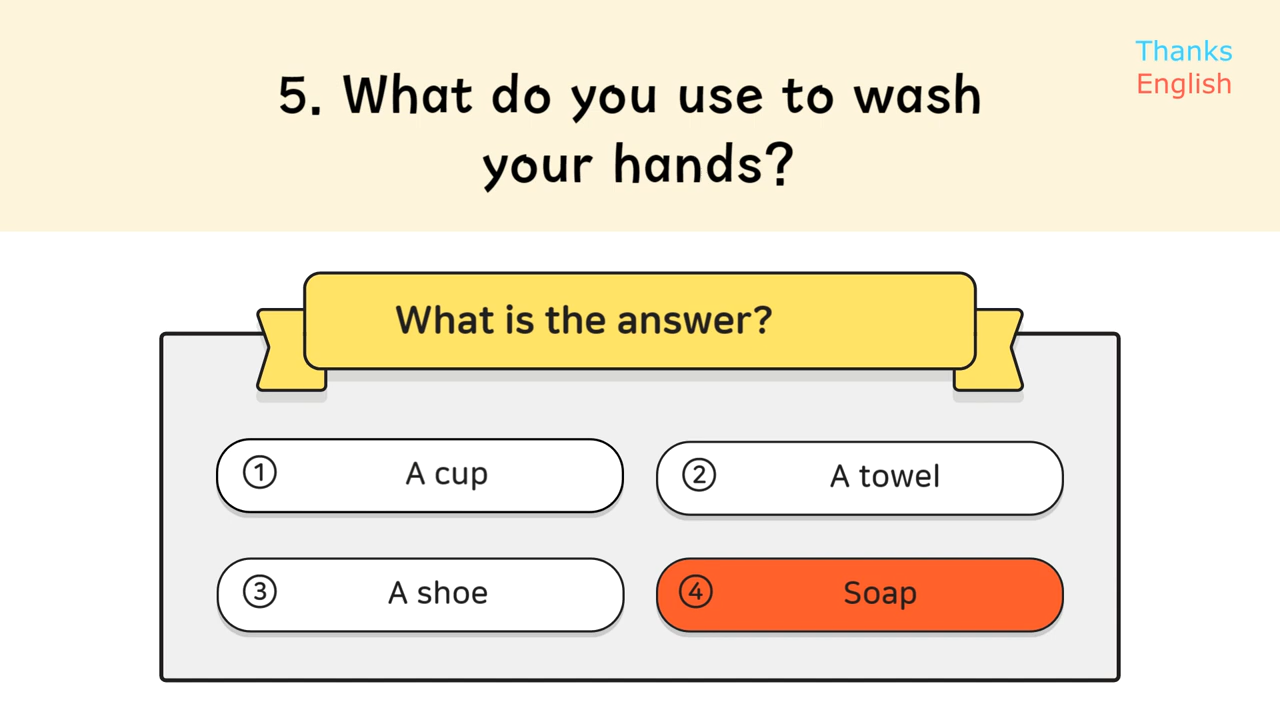 Thanks
English
5. What do you use to wash
your hands?
What is the answer?
① A cup
② A towel
③ A shoe
④ Soap